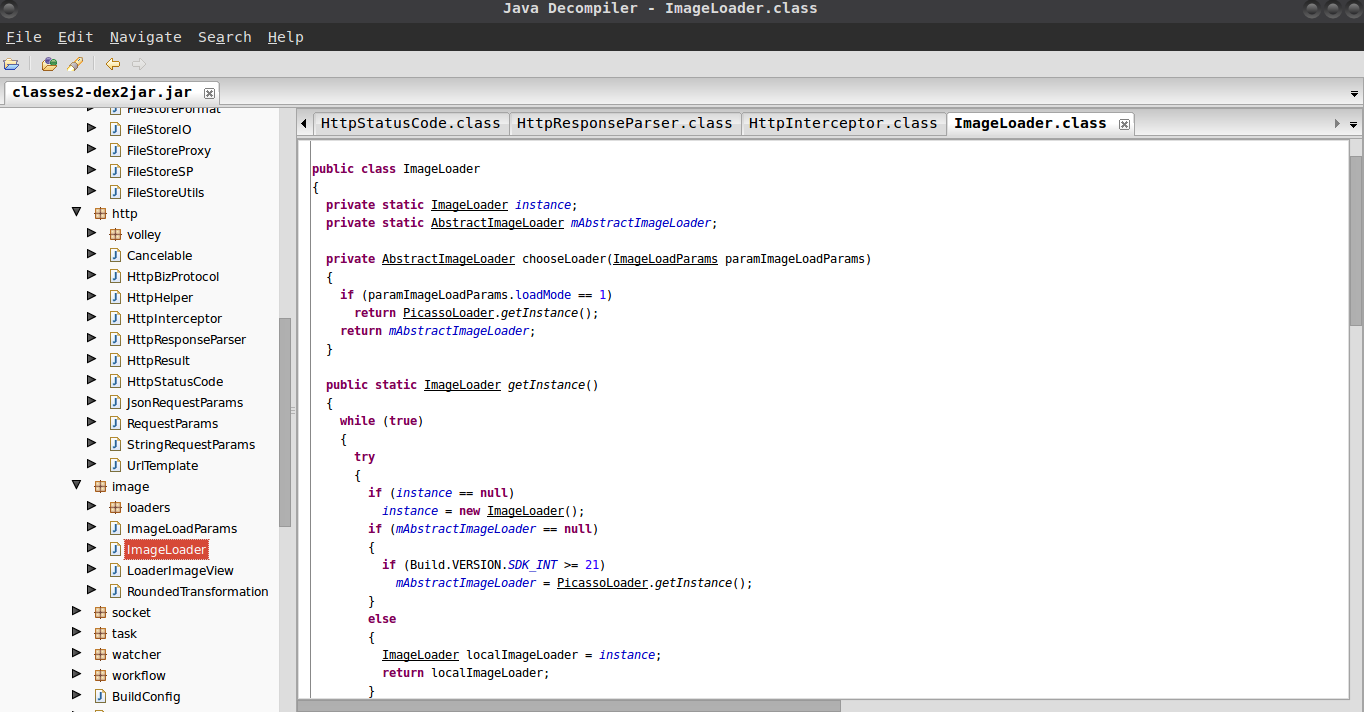 Java Decompiler - ImageLoader.class
File Edit Navigate Search Help
classes2-dex2jar.jar
FileStoreFormat
FileStoreIO
FileStoreProxy
FileStoreSP
FileStoreUtils
http
volley
Cancelable
HttpBizProtocol
HttpHelper
HttpInterceptor
HttpResponseParser
HttpResult
HttpStatusCode
JsonRequestParams
RequestParams
StringRequestParams
UrlTemplate
image
loaders
ImageLoadParams
ImageLoader
LoaderImageView
RoundedTransformation
socket
task
watcher
workflow
BuildConfig
HttpStatusCode.class HttpResponseParser.class HttpInterceptor.class ImageLoader.class
public class ImageLoader
{
private static ImageLoader instance;
private static AbstractImageLoader mAbstractImageLoader;
private AbstractImageLoader chooseLoader(ImageLoadParams paramImageLoadParams)
{
if (paramImageLoadParams.loadMode == 1)
return PicassoLoader.getInstance();
return mAbstractImageLoader;
}
public static ImageLoader getInstance()
{
while (true)
{
try
{
if (instance == null)
instance = new ImageLoader();
if (mAbstractImageLoader == null)
{
if (Build.VERSION.SDK_INT >= 21)
mAbstractImageLoader = PicassoLoader.getInstance();
}
else
{
ImageLoader localImageLoader = instance;
return localImageLoader;
}